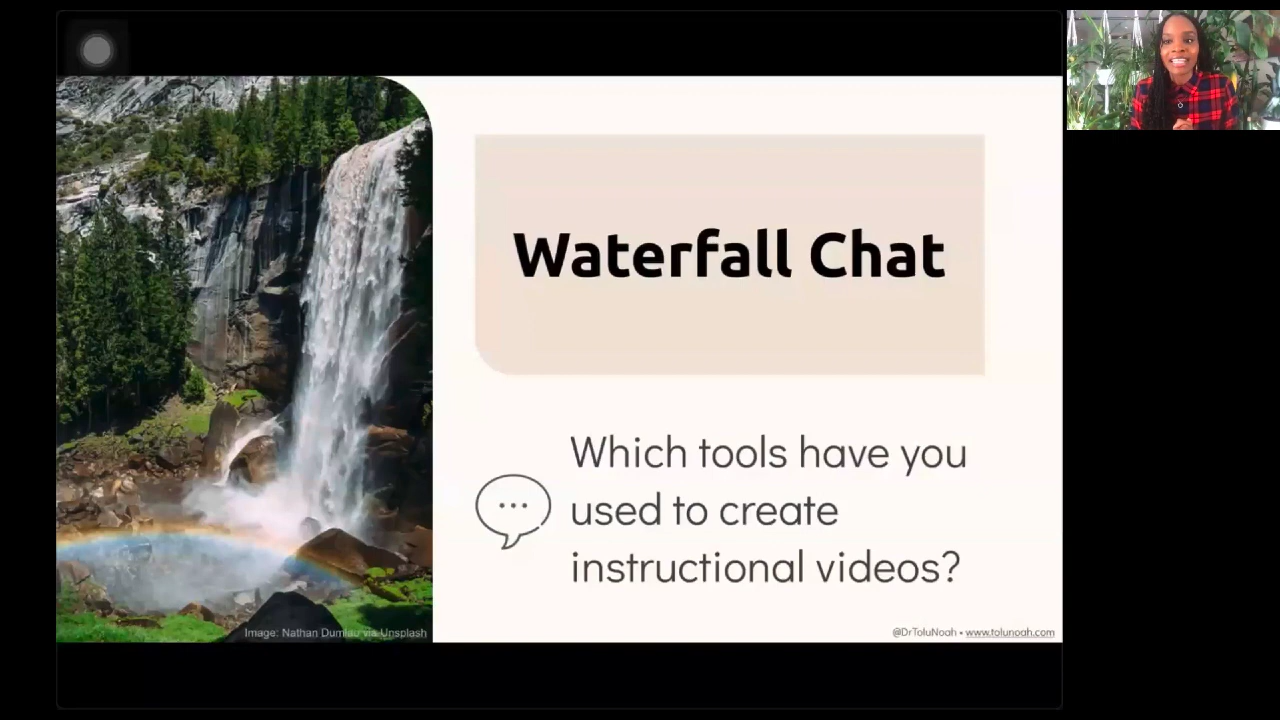 Waterfall Chat
Which tools have you
used to create
instructional videos?
Image: Nathan Dumlao via Unsplash
@DrToluNoah • www.tolunoah.com